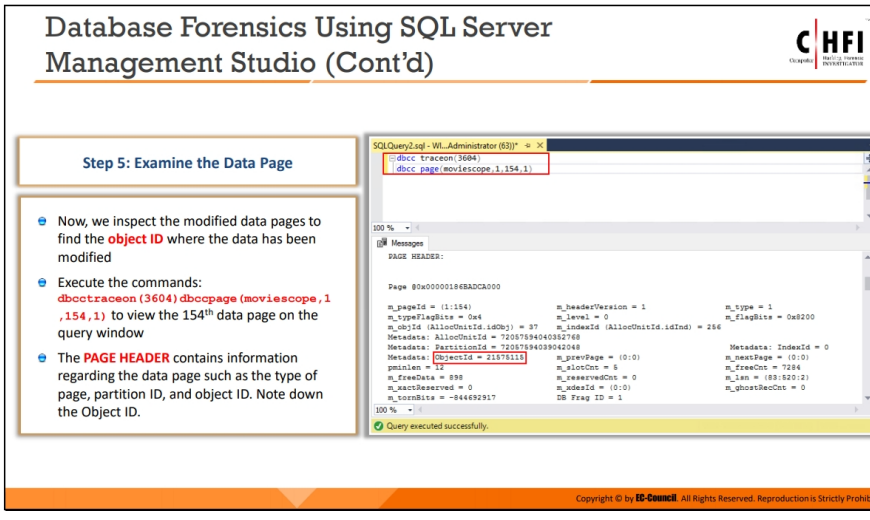 Database Forensics Using SQL Server
Management Studio (Cont'd)
CHFI
Computer
Hacking Forensic
INVESTIGATOR
Step 5: Examine the Data Page
Now, we inspect the modified data pages to
find the object ID where the data has been
modified
Execute the commands:
dbcctraceon(3604)dbccpage(moviescope,1
,154,1) to view the 154th data page on the
query window
The PAGE HEADER contains information
regarding the data page such as the type of
page, partition ID, and object ID. Note down
the Object ID.
SQLQuery2.sql - WI...Administrator (63))*
dbcc traceon(3604)
dbcc page(moviescope,1,154,1)
100 %
Messages
PAGE HEADER:
Page @0x00000186BADCA000
m_pageId = (1:154) m_headerVersion = 1 m_type = 1
m_typeFlagBits = 0x4 m_level = 0 m_flagBits = 0x8200
m_objId (AllocUnitId.idObj) = 37 m_indexId (AllocUnitId.idInd) = 256
Metadata: AllocUnitId = 72057594040352768
Metadata: PartitionId = 72057594039042048 Metadata: IndexId = 0
Metadata: ObjectId = 21575115 m_prevPage = (0:0) m_nextPage = (0:0)
pminlen = 12 m_slotCnt = 5 m_freeCnt = 7284
m_freeData = 898 m_reservedCnt = 0 m_lsn = (83:520:2)
m_xactReserved = 0 m_xdesId = (0:0) m_ghostRecCnt = 0
m_tornBits = -844692917 DB Frag ID = 1
100 %
Query executed successfully.
Copyright © by EC-Council. All Rights Reserved. Reproduction is Strictly Prohib